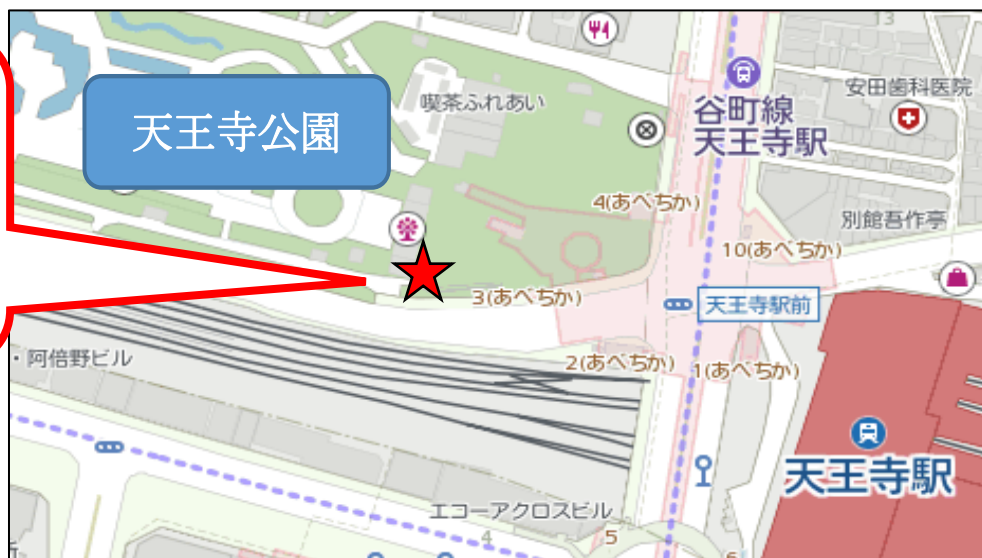 3
安田歯科医院
喫茶ふれあい
谷町線
天王寺駅
天王寺公園
4(あべちか)
別館吾作亭
10(あべちか)
3(あべちか)
天王寺駅前
・阿倍野ビル
2(あべちか)
1(あべちか)
天王寺駅
エコーアクロスビル
4
5
6